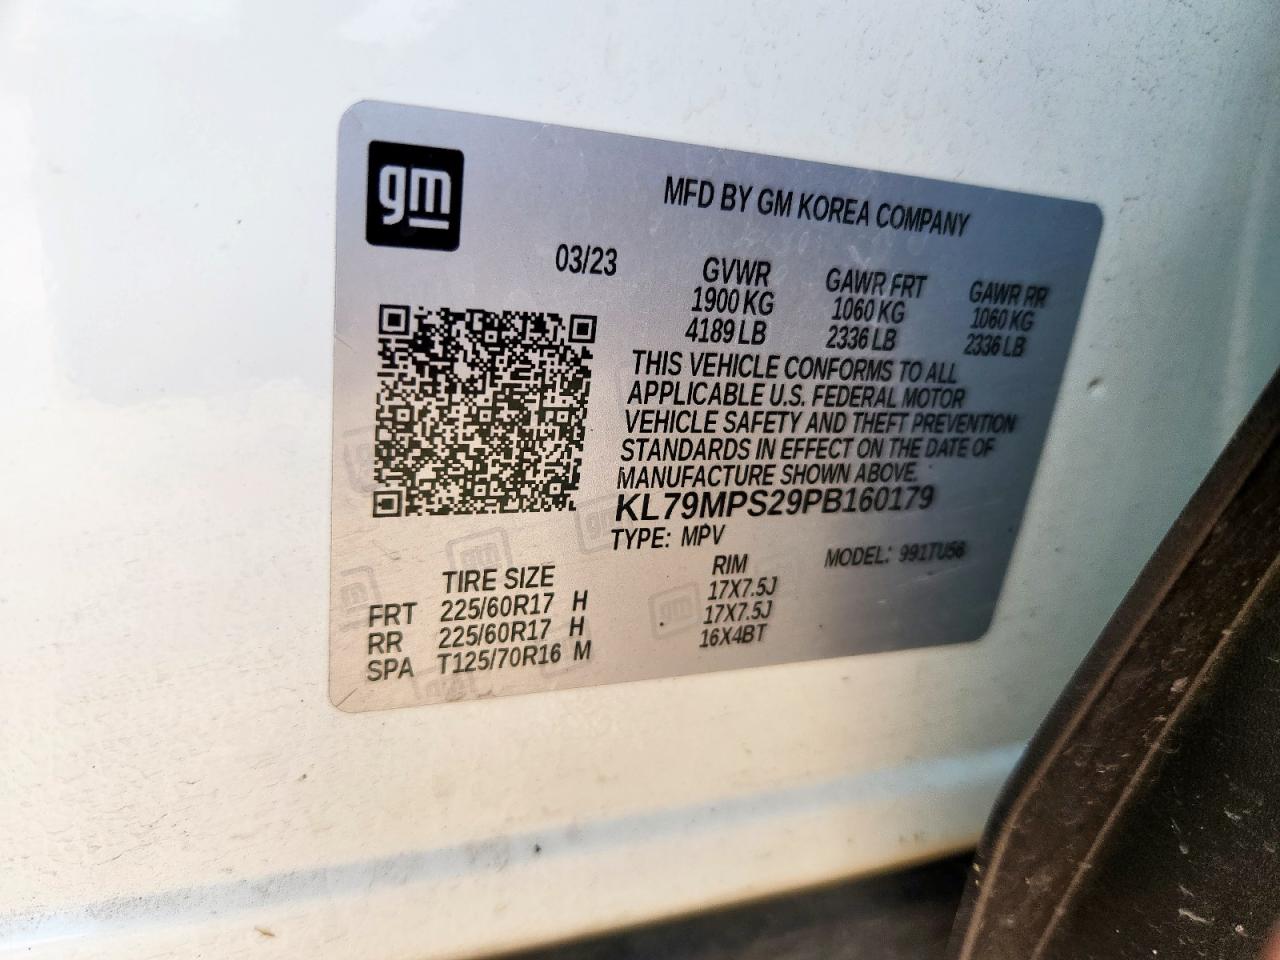 gm
MFD BY GM KOREA COMPANY
03/23
GVWR GAWR FRT GAWR RR
1900 KG 1060 KG 1060 KG
4189 LB 2336 LB 2336 LB
THIS VEHICLE CONFORMS TO ALL
APPLICABLE U.S. FEDERAL MOTOR
VEHICLE SAFETY AND THEFT PREVENTION
STANDARDS IN EFFECT ON THE DATE OF
MANUFACTURE SHOWN ABOVE.
KL79MPS29PB160179
TYPE: MPV MODEL: 991TU56
TIRE SIZE RIM
FRT 225/60R17 H 17X7.5J
RR 225/60R17 H 17X7.5J
SPA T125/70R16 M 16X4BT